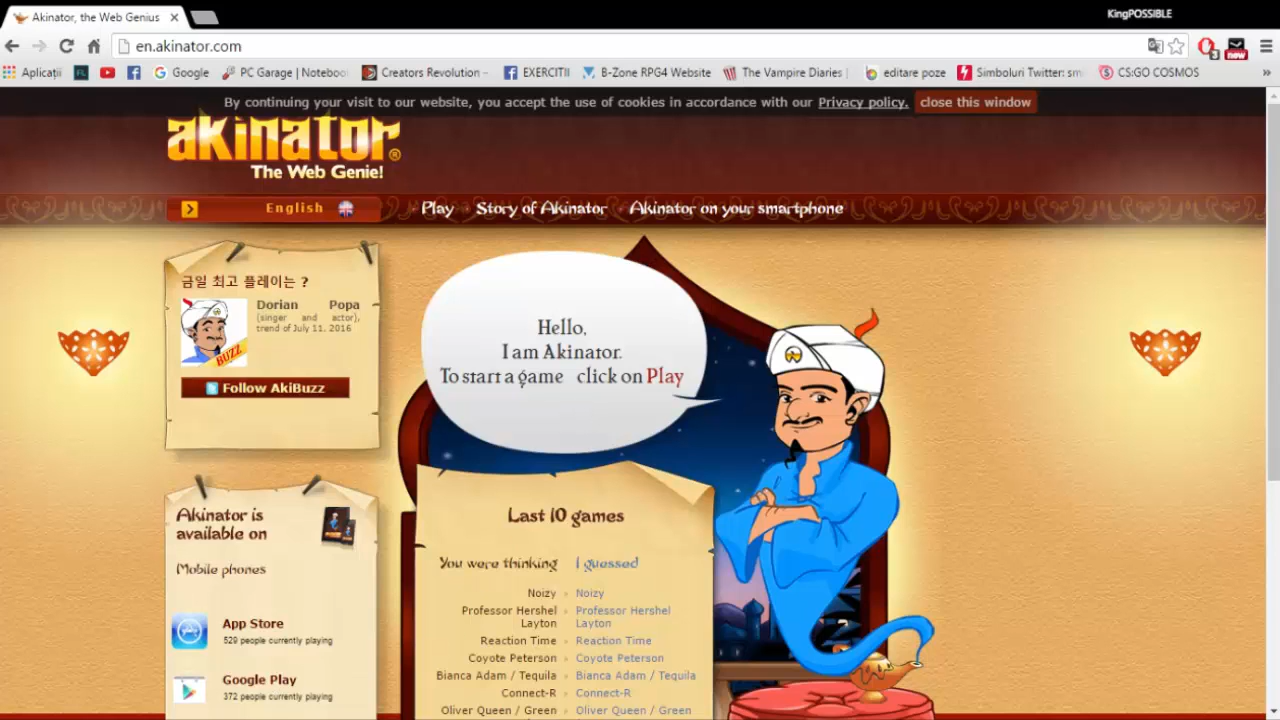 Akinator, the Web Genius
KingPOSSIBLE
en.akinator.com
3
now
Aplicații
FL
Google
PC Garage | Noteboo
Creators Revolution -
EXERCITII
B-Zone RPG4 Website
The Vampire Diaries |
editare poze
Simboluri Twitter: sm
CS:GO COSMOS
»
By continuing your visit to our website, you accept the use of cookies in accordance with our Privacy policy. close this window
akinator®
The Web Genie!
English
Play
Story of Akinator
Akinator on your smartphone
금일 최고 플레이는 ?
Dorian Popa
(singer and actor),
trend of July 11, 2016
BUZZ
Follow AkiBuzz
Hello,
I am Akinator.
To start a game click on Play
Akinator is
available on
Mobile phones
App Store
529 people currently playing
Google Play
372 people currently playing
Last 10 games
You were thinking I guessed
Noizy » Noizy
Professor Hershel » Professor Hershel
Layton Layton
Reaction Time » Reaction Time
Coyote Peterson » Coyote Peterson
Bianca Adam / Tequila » Bianca Adam / Tequila
Connect-R » Connect-R
Oliver Queen / Green » Oliver Queen / Green